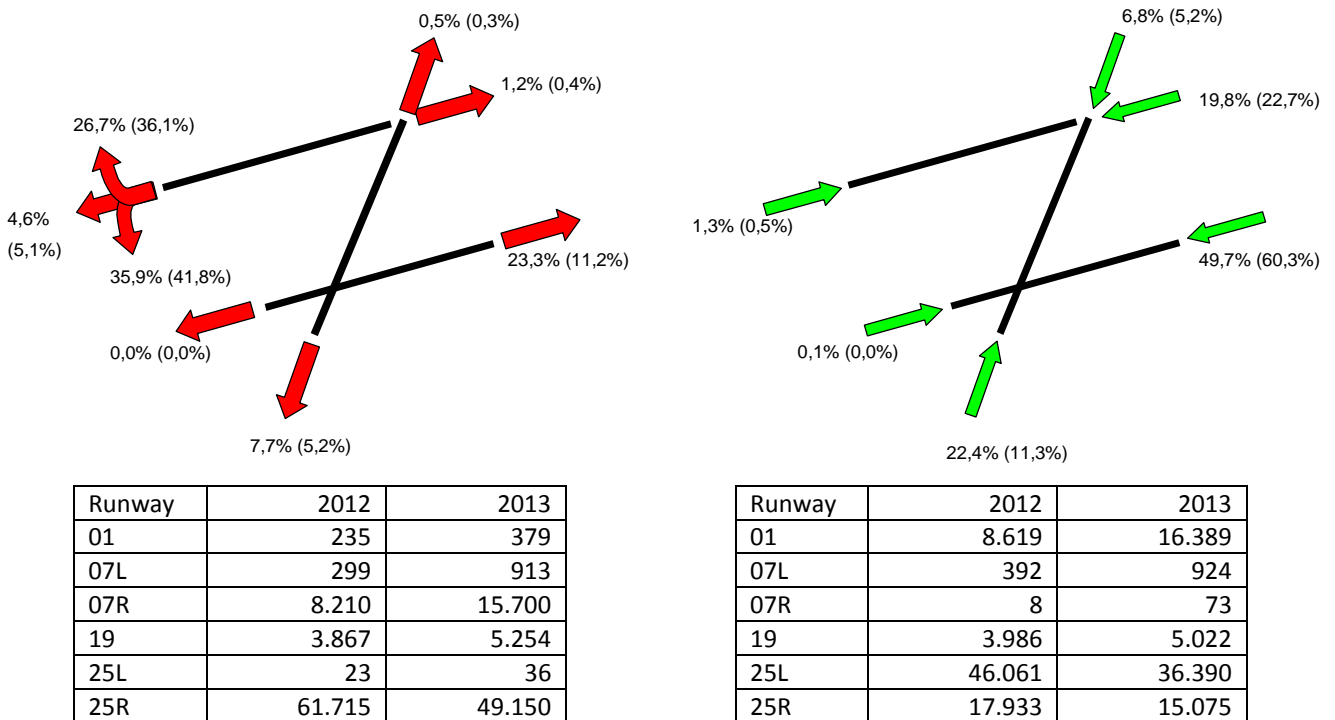 0,5% (0,3%)
1,2% (0,4%)
26,7% (36,1%)
4,6%
(5,1%)
35,9% (41,8%)
23,3% (11,2%)
0,0% (0,0%)
7,7% (5,2%)
6,8% (5,2%)
19,8% (22,7%)
1,3% (0,5%)
49,7% (60,3%)
0,1% (0,0%)
22,4% (11,3%)
Runway 2012 2013
01 235 379
07L 299 913
07R 8.210 15.700
19 3.867 5.254
25L 23 36
25R 61.715 49.150
Runway 2012 2013
01 8.619 16.389
07L 392 924
07R 8 73
19 3.986 5.022
25L 46.061 36.390
25R 17.933 15.075